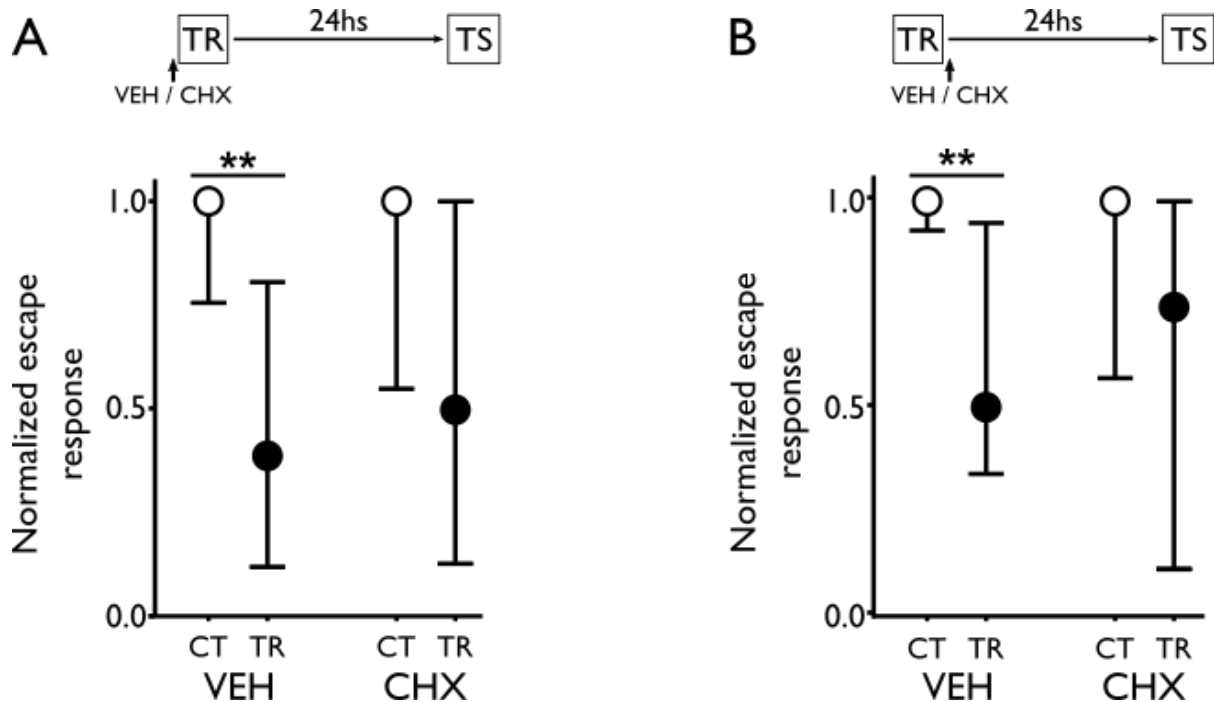 A
TR
24hs
TS
VEH / CHX
**
Normalized escape
response
1.0
0.5
0.0
CT TR CT TR
VEH CHX
B
TR
24hs
TS
VEH / CHX
**
Normalized escape
response
1.0
0.5
0.0
CT TR CT TR
VEH CHX